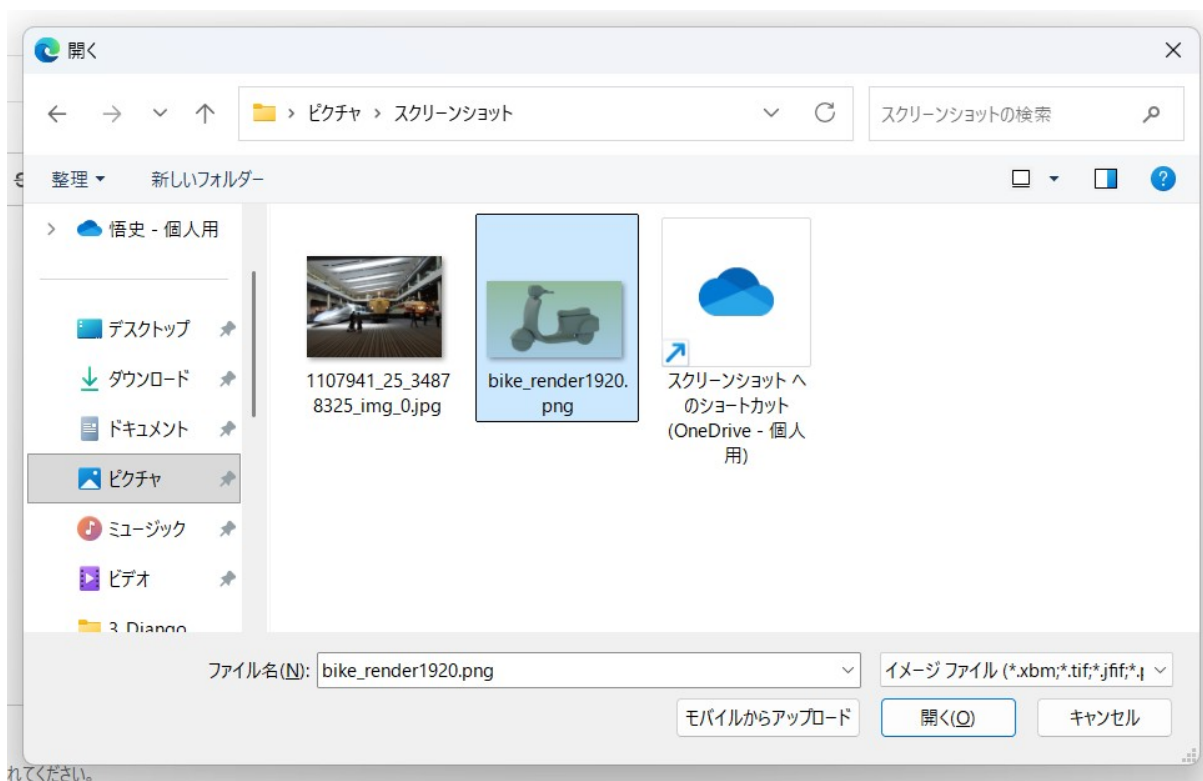 開く
ピクチャ › スクリーンショット
スクリーンショットの検索
整理
新しいフォルダー
悟史 - 個人用
デスクトップ
ダウンロード
ドキュメント
ピクチャ
ミュージック
ビデオ
3_Django
1107941_25_3487
8325_img_0.jpg
bike_render1920.
png
スクリーンショット へ
のショートカット
(OneDrive - 個人
用)
ファイル名(N):
bike_render1920.png
イメージ ファイル (*.xbm;*.tif;*.jfif;*.
モバイルからアップロード
開く(O)
キャンセル
れてください。